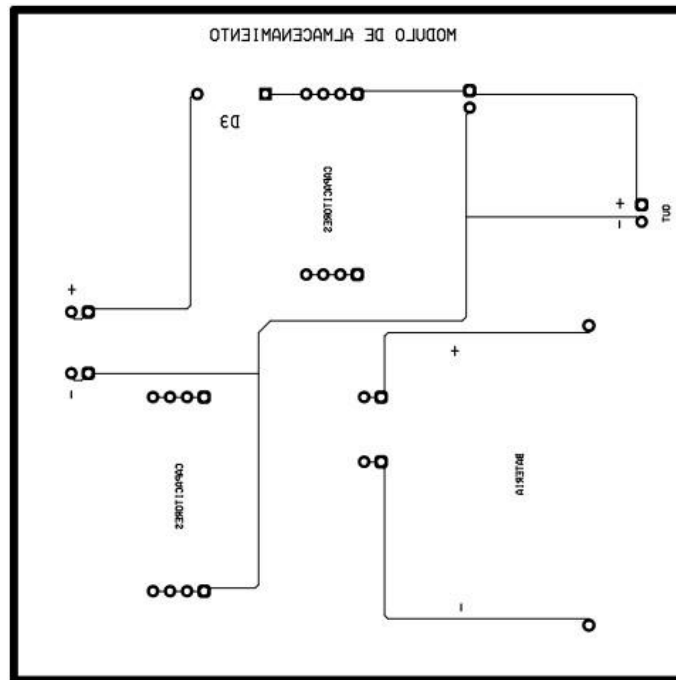 MODULO DE ALMACENAMIENTO
D3
CAPACITORES
+
-
OUT
+
-
+
CAPACITORES
BATERIA
-